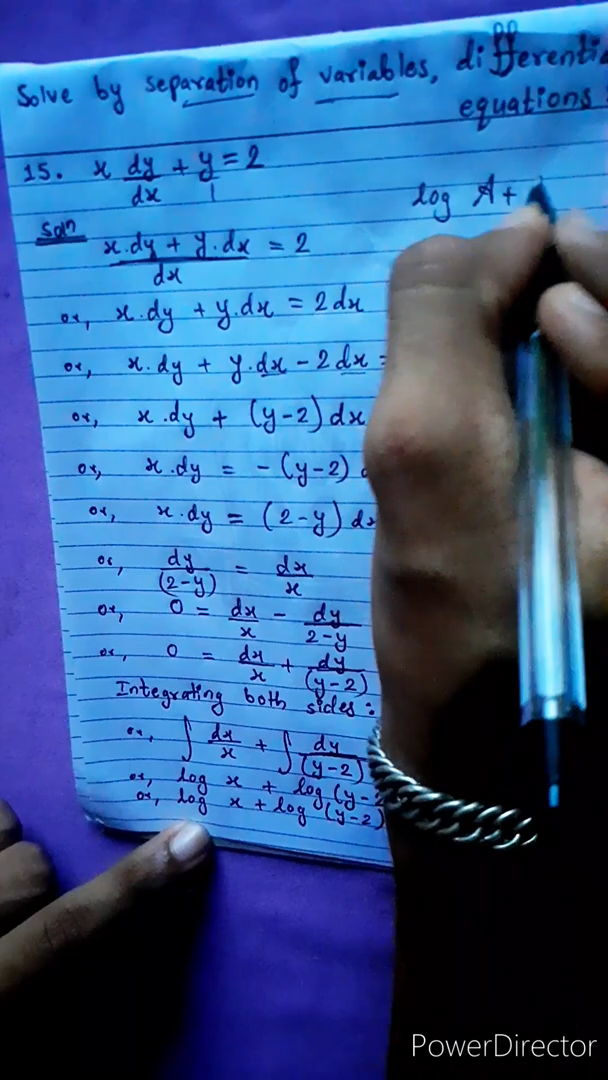 Solve by separation of variables, differentia
equations:
15. x dy/dx + y = 2
log A +
Soln
x.dy + y.dx / dx = 2
or, x.dy + y.dx = 2dx
or, x.dy + y.dx - 2dx =
or, x.dy + (y-2) dx
or, x.dy = -(y-2)
or, x.dy = (2-y) dx
or, dy/(2-y) = dx/x
or, 0 = dx/x - dy/2-y
or, 0 = dx/x + dy/(y-2)
Integrating both sides:
or, ∫ dx/x + ∫ dy/(y-2)
or, log x + log (y-2
or, log x + log (y-2)
PowerDirector